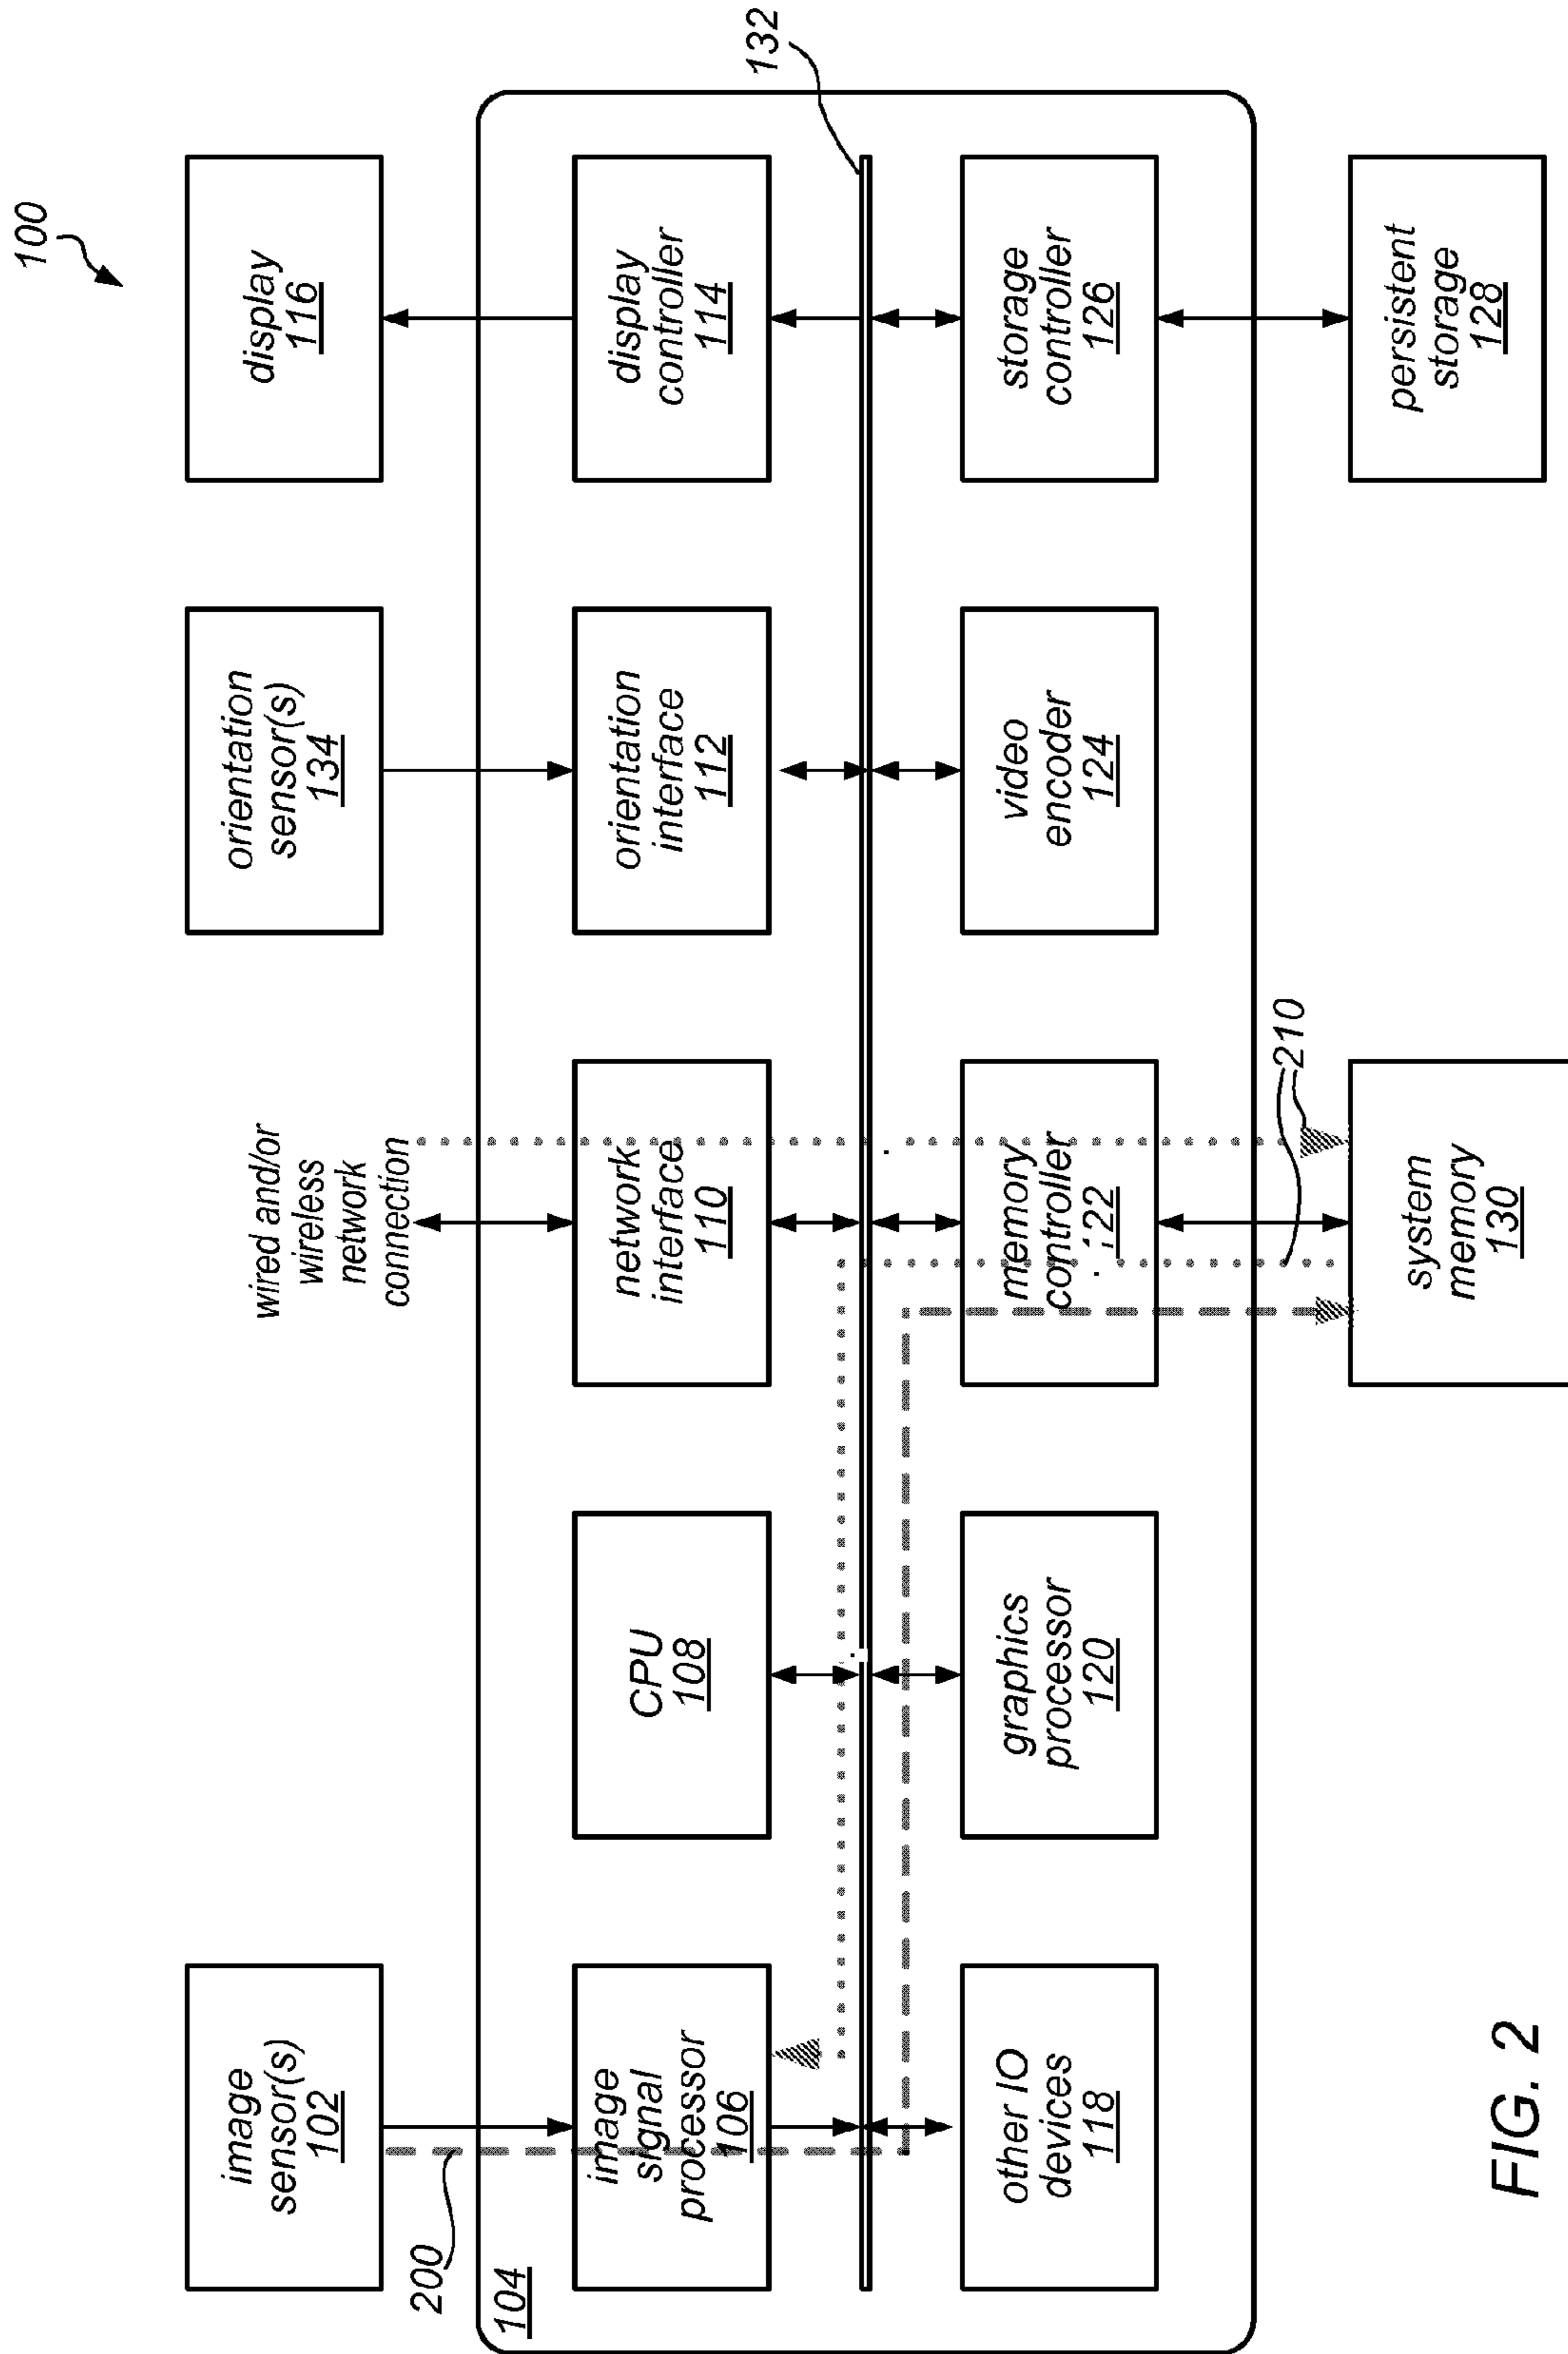 100
132
image
sensor(s)
102
wired and/or
wireless
network
connection
orientation
sensor(s)
134
display
116
200
104
image
signal
processor
106
CPU
108
network
interface
110
orientation
interface
112
display
controller
114
other IO
devices
118
graphics
processor
120
memory
controller
122
video
encoder
124
storage
controller
126
210
system
memory
130
persistent
storage
128
FIG. 2